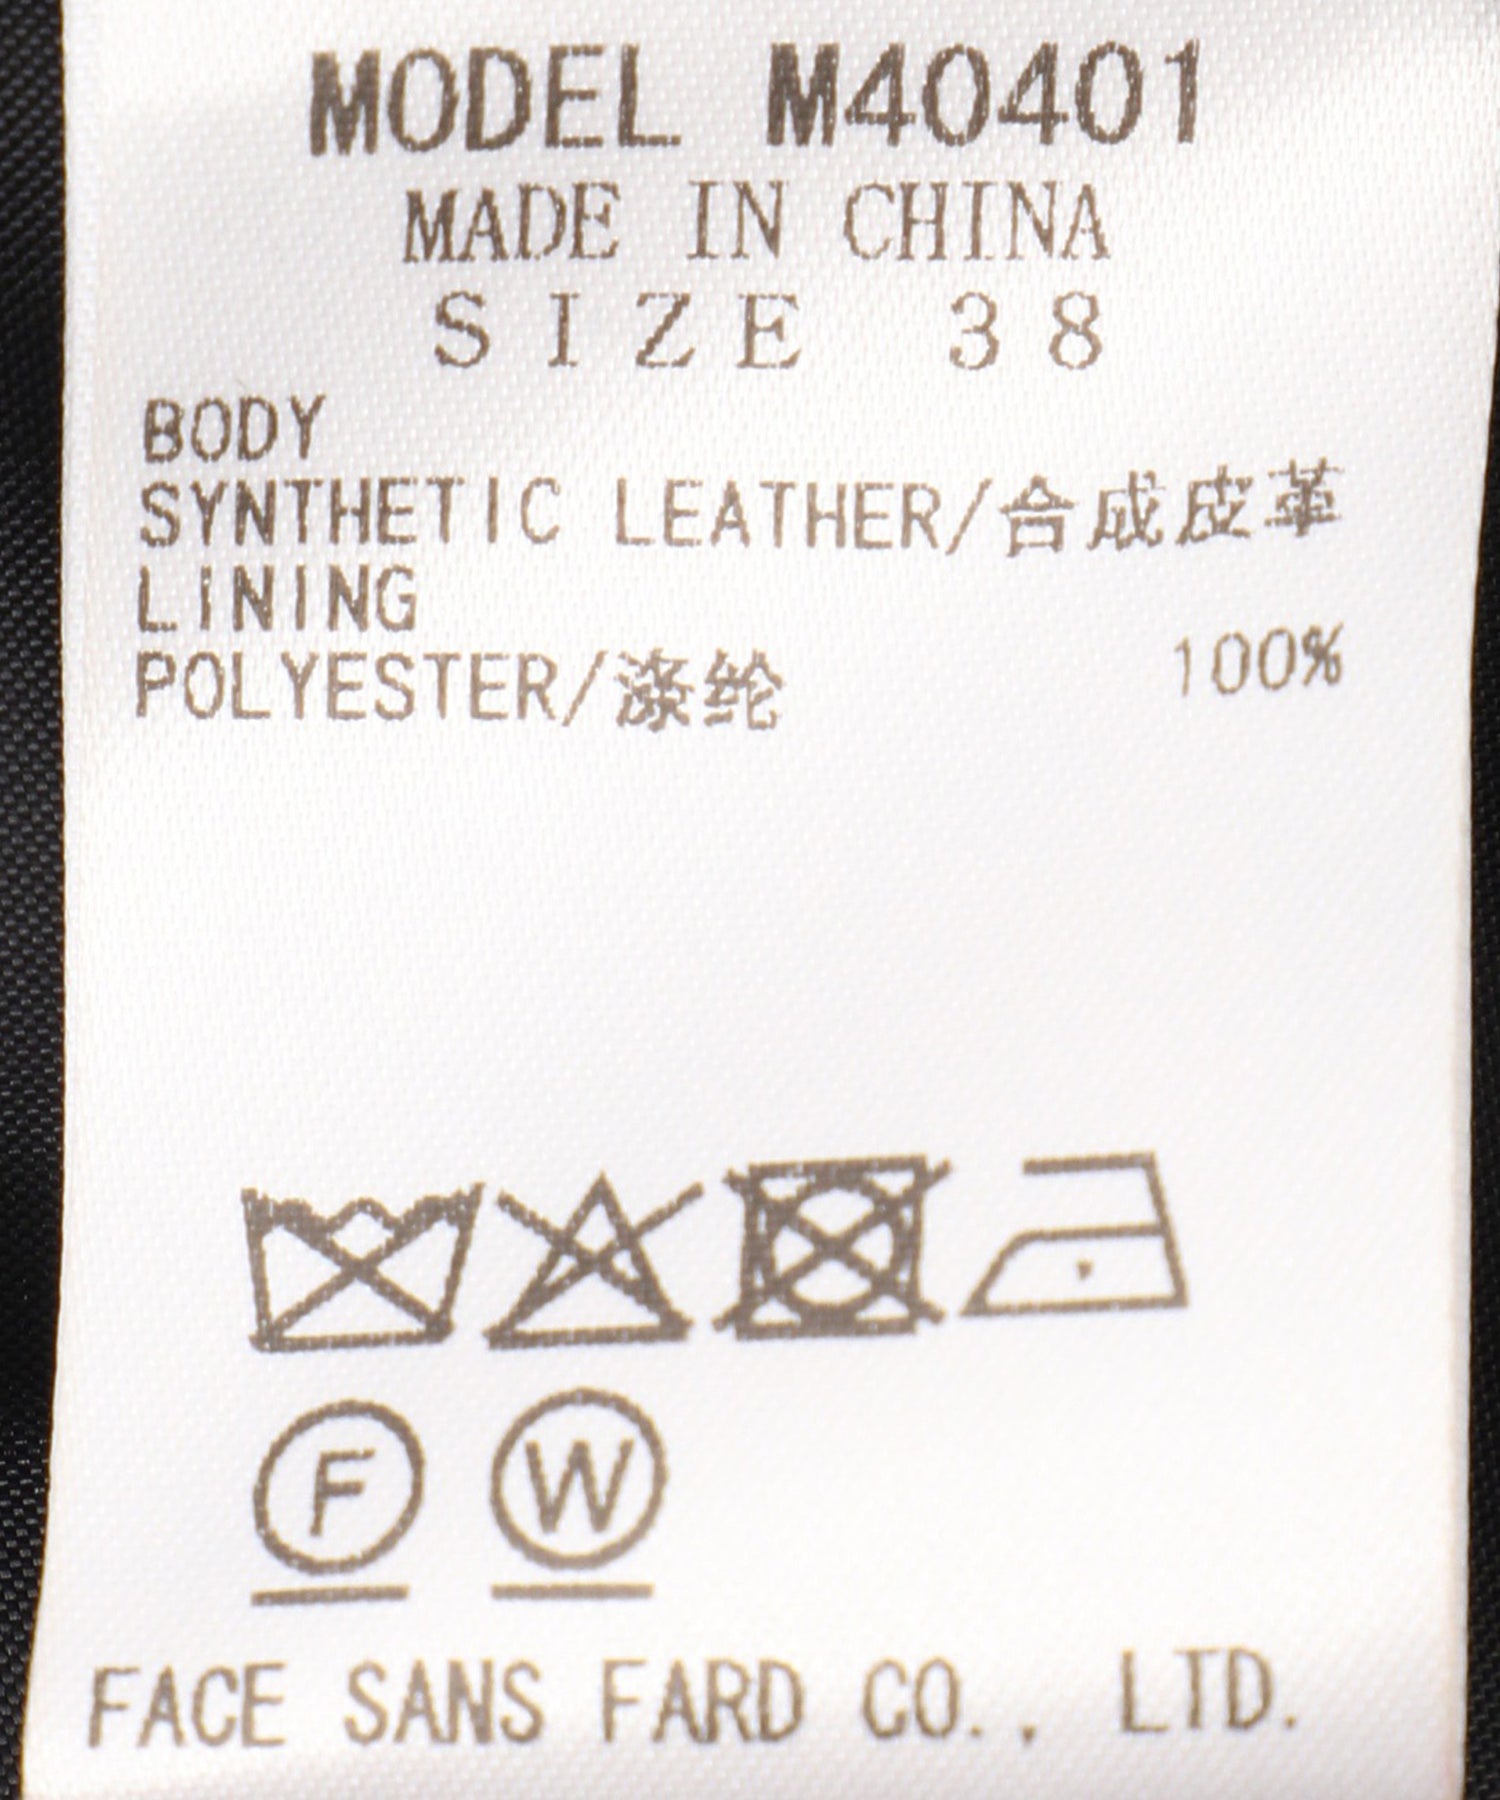 MODEL M40401
MADE IN CHINA
SIZE 38
BODY
SYNTHETIC LEATHER/合成皮革
LINING
POLYESTER/涤纶 100%
F W
FACE SANS FARD CO., LTD.